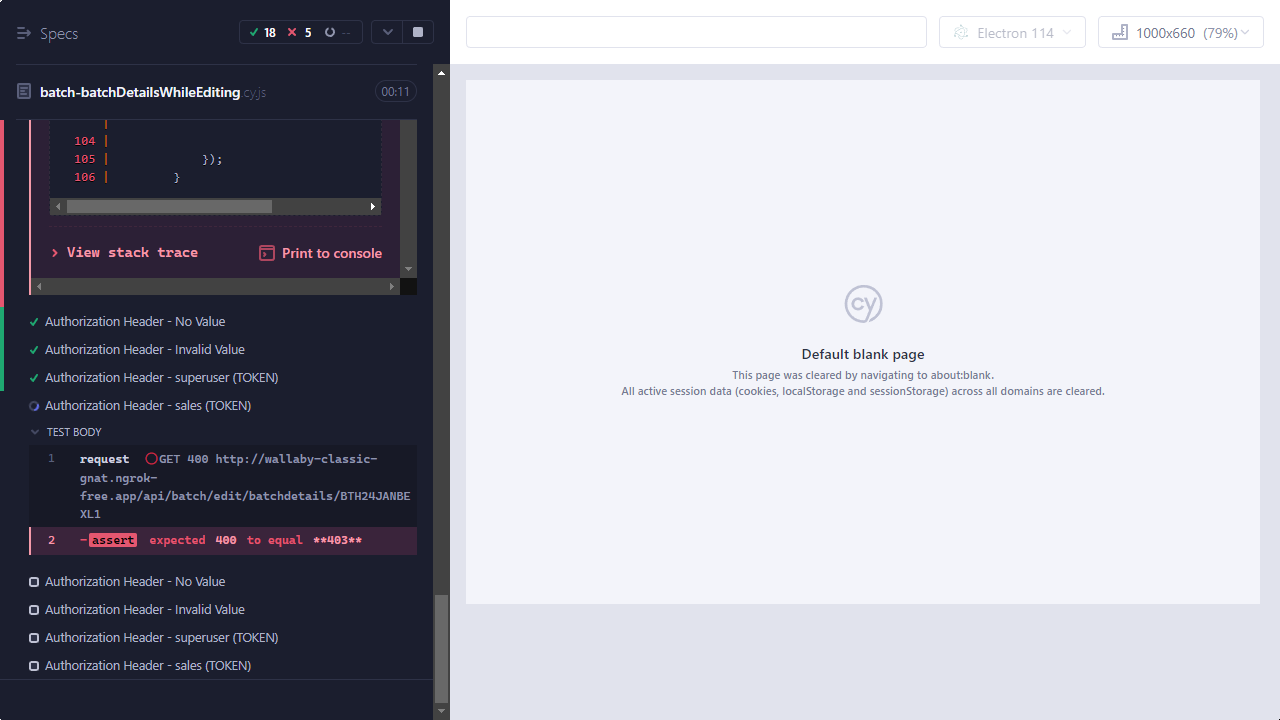 Specs
18
5
--
Electron 114
1000x660 (79%)
batch-batchDetailsWhileEditing.cy.js
00:11
|
104 |
105 | });
106 | }
View stack trace
Print to console
Authorization Header - No Value
Authorization Header - Invalid Value
Authorization Header - superuser (TOKEN)
Authorization Header - sales (TOKEN)
TEST BODY
1 request GET 400 http://wallaby-classic-
gnat.ngrok-
free.app/api/batch/edit/batchdetails/BTH24JANBE
XL1
2 -assert expected 400 to equal **403**
Authorization Header - No Value
Authorization Header - Invalid Value
Authorization Header - superuser (TOKEN)
Authorization Header - sales (TOKEN)
cy
Default blank page
This page was cleared by navigating to about:blank.
All active session data (cookies, localStorage and sessionStorage) across all domains are cleared.